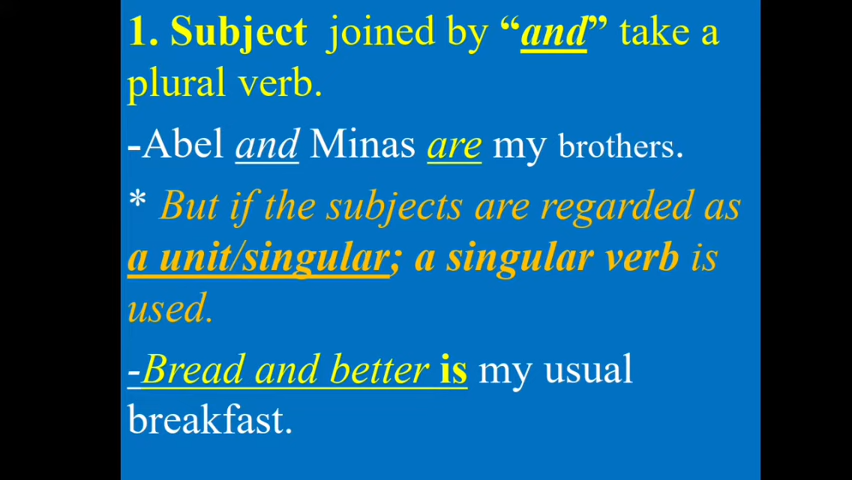 1. Subject joined by “and” take a
plural verb.
-Abel and Minas are my brothers.
* But if the subjects are regarded as
a unit/singular; a singular verb is
used.
-Bread and better is my usual
breakfast.